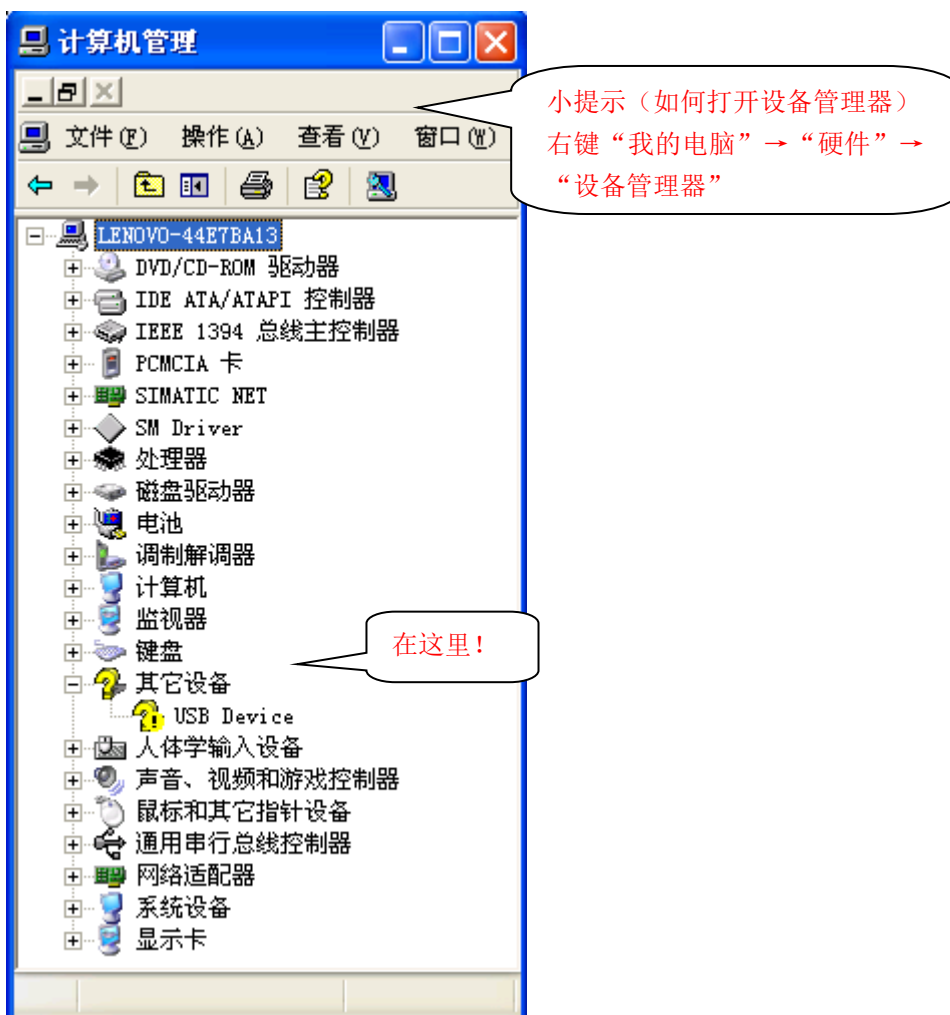 计算机管理
小提示（如何打开设备管理器）
右键“我的电脑”→“硬件”→
“设备管理器”
文件(F) 操作(A) 查看(V) 窗口(W)
LENOVO-44E7BA13
DVD/CD-ROM 驱动器
IDE ATA/ATAPI 控制器
IEEE 1394 总线主控制器
PCMCIA 卡
SIMATIC NET
SM Driver
处理器
磁盘驱动器
电池
调制解调器
计算机
监视器
键盘
在这里！
其它设备
USB Device
人体学输入设备
声音、视频和游戏控制器
鼠标和其它指针设备
通用串行总线控制器
网络适配器
系统设备
显示卡